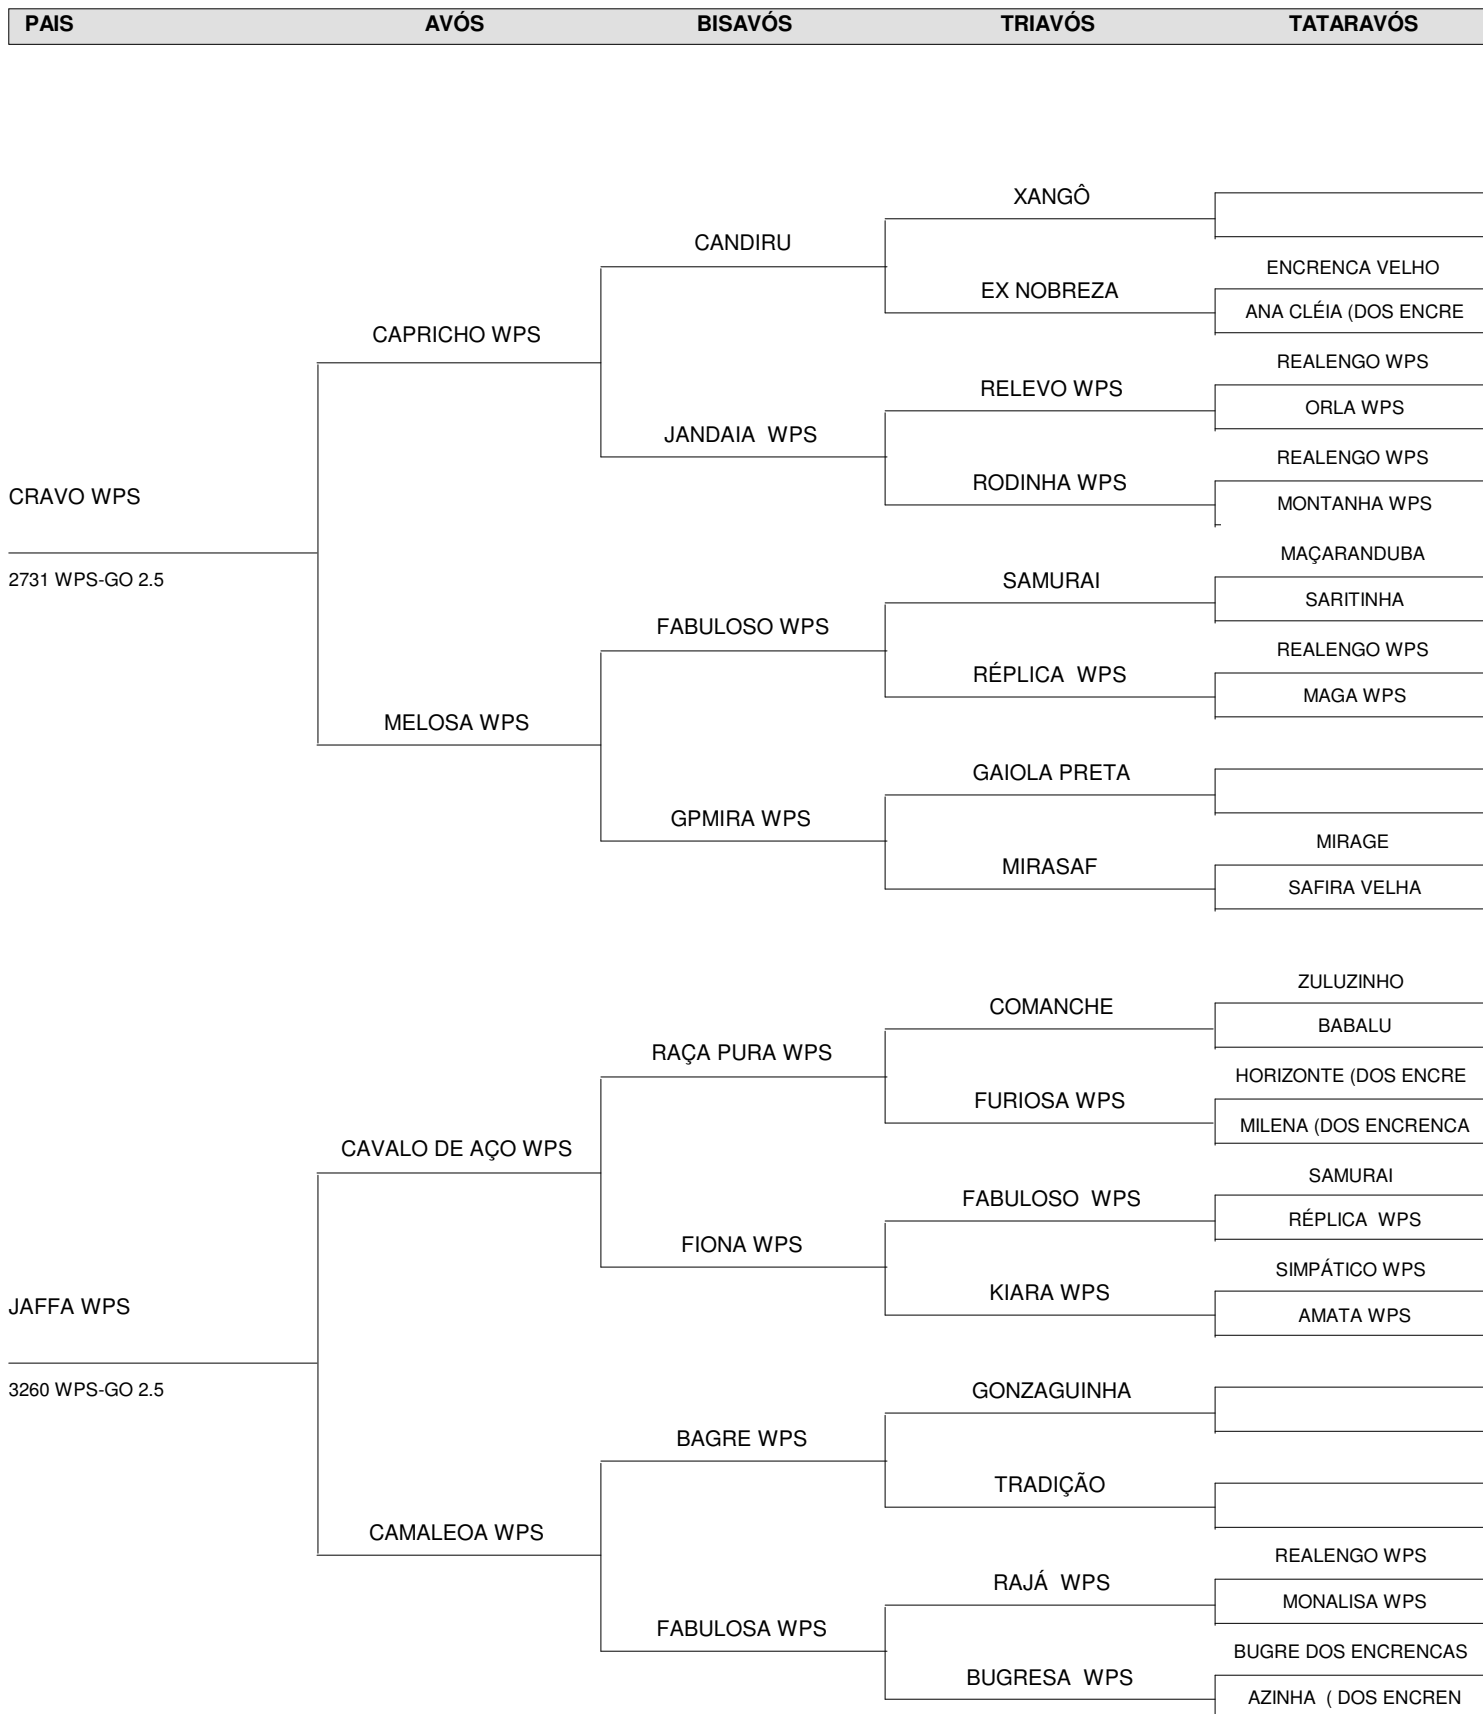 PAIS AVÓS BISAVÓS TRIAVÓS TATARAVÓS
XANGÔ
CANDIRU
ENCRENCA VELHO
EX NOBREZA
ANA CLÉIA (DOS ENCRE
CAPRICHO WPS
REALENGO WPS
RELEVO WPS
ORLA WPS
JANDAIA WPS
REALENGO WPS
RODINHA WPS
CRAVO WPS
MONTANHA WPS
MAÇARANDUBA
2731 WPS-GO 2.5
SAMURAI
SARITINHA
FABULOSO WPS
REALENGO WPS
RÉPLICA WPS
MAGA WPS
MELOSA WPS
GAIOLA PRETA
GPMIRA WPS
MIRAGE
MIRASAF
SAFIRA VELHA
ZULUZINHO
COMANCHE
BABALU
RAÇA PURA WPS
HORIZONTE (DOS ENCRE
FURIOSA WPS
MILENA (DOS ENCRENCA
CAVALO DE AÇO WPS
SAMURAI
FABULOSO WPS
RÉPLICA WPS
FIONA WPS
SIMPÁTICO WPS
KIARA WPS
JAFFA WPS
AMATA WPS
3260 WPS-GO 2.5
GONZAGUINHA
BAGRE WPS
TRADIÇÃO
CAMALEOA WPS
REALENGO WPS
RAJÁ WPS
MONALISA WPS
FABULOSA WPS
BUGRE DOS ENCRENCAS
BUGRESA WPS
AZINHA ( DOS ENCREN